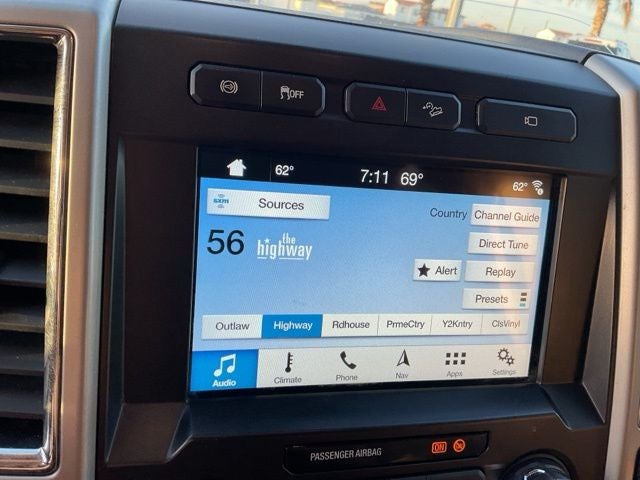 OFF
62° 7:11 69° 62°
sxm Sources
Country Channel Guide
56 the highway
Direct Tune
Alert Replay
Presets
Outlaw Highway Rdhouse PrmeCtry Y2Kntry ClsVinyl
Audio Climate Phone Nav Apps Settings
PASSENGER AIRBAG ON